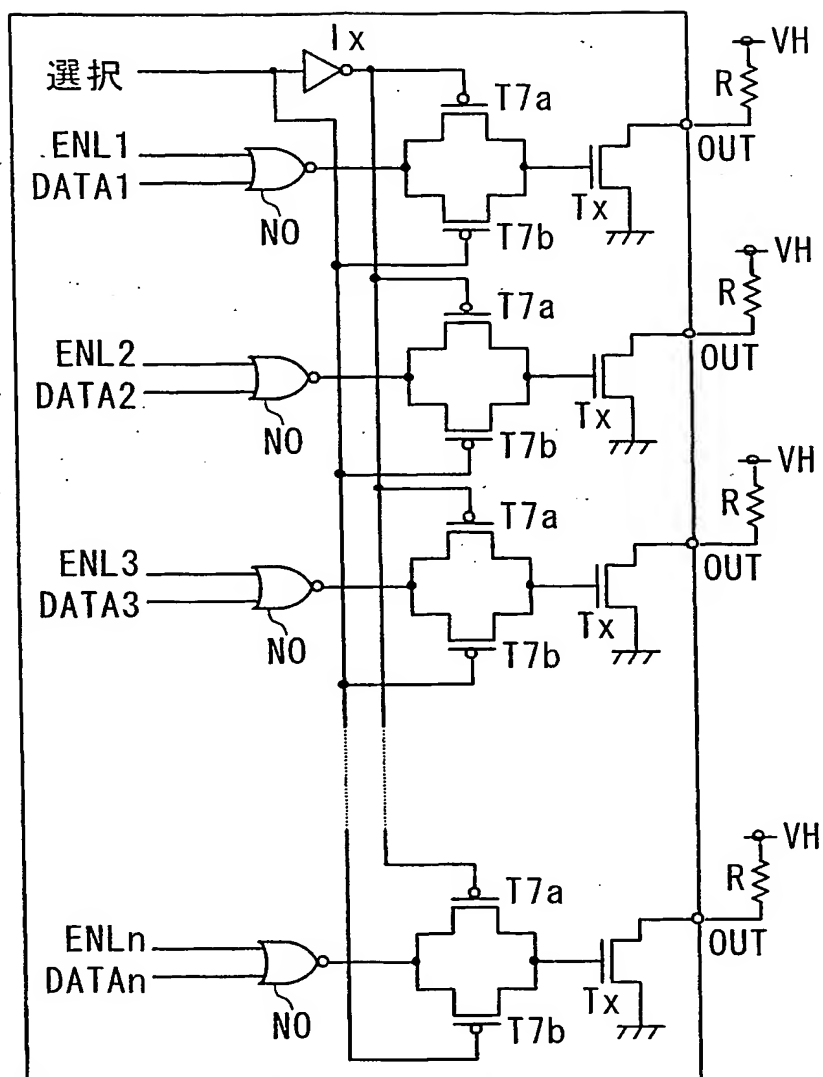 Ix
選択
VH
R
T7a
OUT
ENL1
DATA1
NO
Tx
T7b
VH
R
T7a
OUT
ENL2
DATA2
NO
Tx
T7b
VH
R
T7a
OUT
ENL3
DATA3
NO
Tx
T7b
VH
R
T7a
OUT
ENLn
DATAn
NO
Tx
T7b